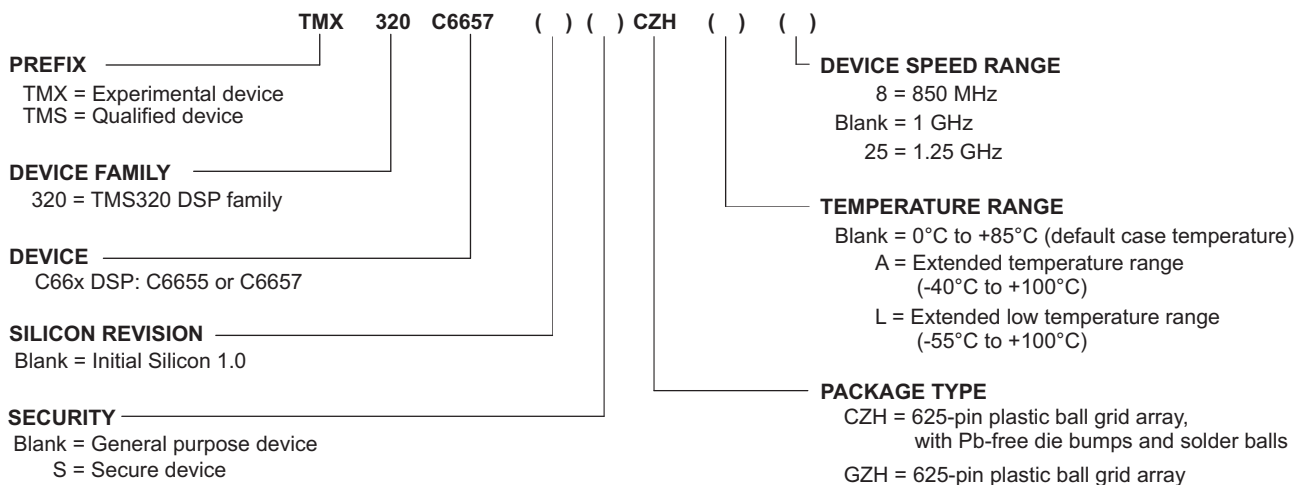 TMX 320 C6657 ( ) ( ) CZH ( ) ( )
PREFIX
TMX = Experimental device
TMS = Qualified device
DEVICE FAMILY
320 = TMS320 DSP family
DEVICE
C66x DSP: C6655 or C6657
SILICON REVISION
Blank = Initial Silicon 1.0
SECURITY
Blank = General purpose device
S = Secure device
DEVICE SPEED RANGE
8 = 850 MHz
Blank = 1 GHz
25 = 1.25 GHz
TEMPERATURE RANGE
Blank = 0°C to +85°C (default case temperature)
A = Extended temperature range
(-40°C to +100°C)
L = Extended low temperature range
(-55°C to +100°C)
PACKAGE TYPE
CZH = 625-pin plastic ball grid array,
with Pb-free die bumps and solder balls
GZH = 625-pin plastic ball grid array